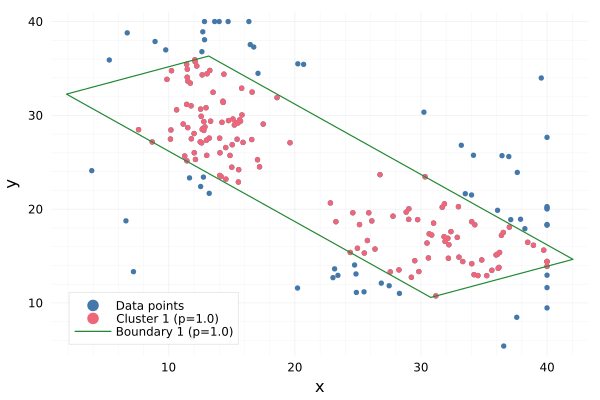 40
30
20
10
y
Data points
Cluster 1 (p=1.0)
Boundary 1 (p=1.0)
10 20 30 40
x